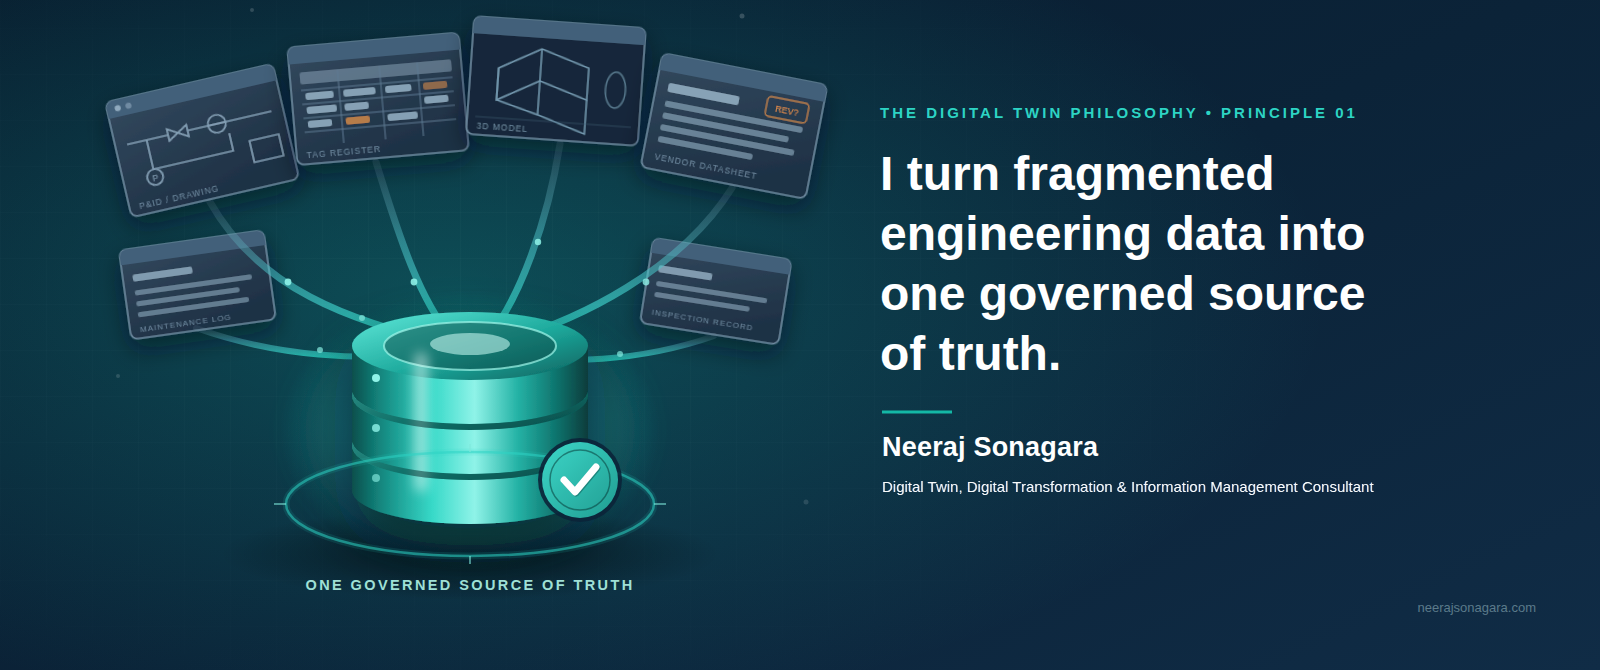 P
P&ID / DRAWING
TAG REGISTER
3D MODEL
REV?
VENDOR DATASHEET
MAINTENANCE LOG
INSPECTION RECORD
ONE GOVERNED SOURCE OF TRUTH
THE DIGITAL TWIN PHILOSOPHY • PRINCIPLE 01
I turn fragmented
engineering data into
one governed source
of truth.
Neeraj Sonagara
Digital Twin, Digital Transformation & Information Management Consultant
neerajsonagara.com